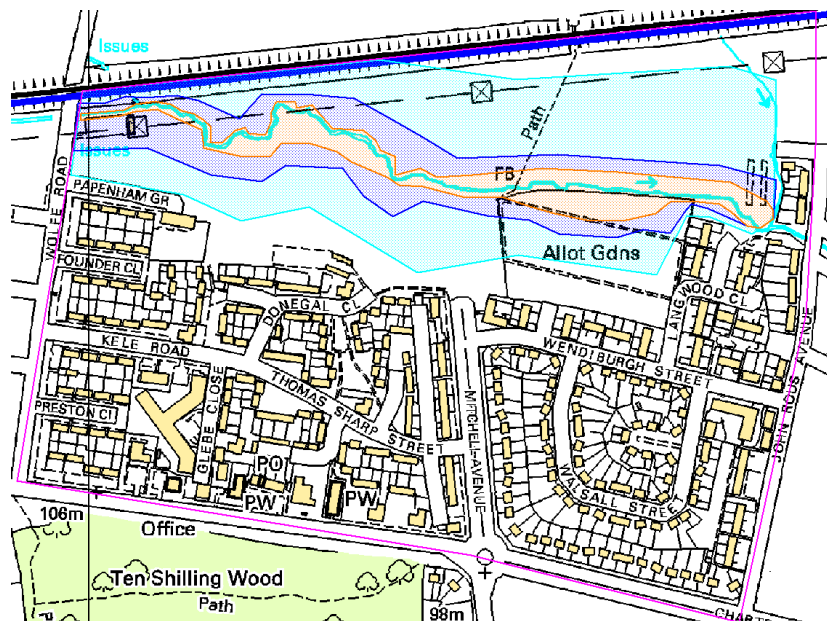 Issues
Path
Issues
FB
WOLFE ROAD
PAPENHAM GR
Allot Gdns
FOUNDER CL
DONEGAL CL
LANGWOOD CL
KELE ROAD
WENDIBURGH STREET
JOHN ROUS AVENUE
THOMAS SHARP STREET
MITCHELL AVENUE
PRESTON CL
GLEBE CLOSE
WALSALL STREET
PO
PW
PW
106m
Office
Ten Shilling Wood
Path
98m
CHART